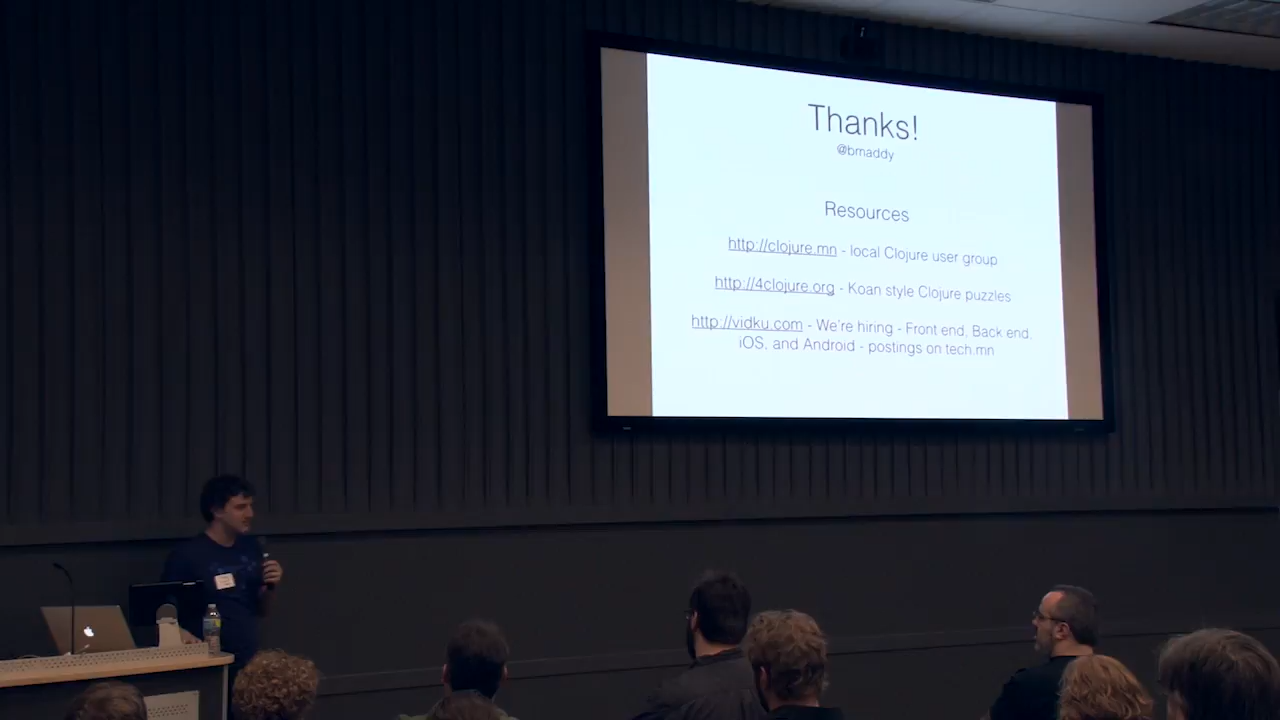 Thanks!
@brnaddy
Resources
http://clojure.mn - local Clojure user group
http://4clojure.org - Koan style Clojure puzzles
http://vidku.com - We're hiring - Front end, Back end,
iOS, and Android - postings on tech.mn